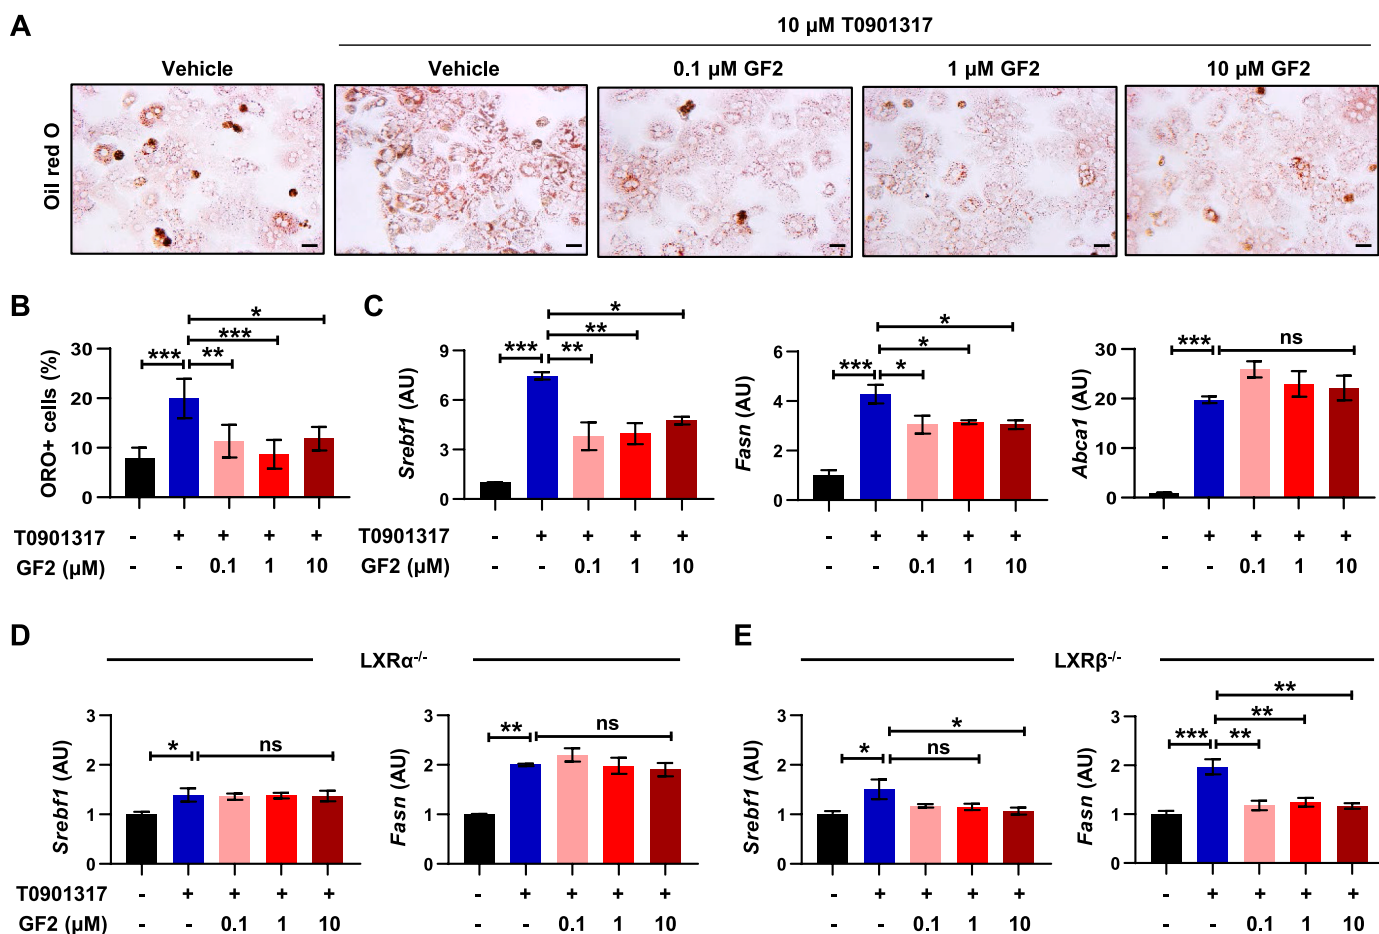 A
10 µM T0901317
Vehicle Vehicle 0.1 µM GF2 1 µM GF2 10 µM GF2
Oil red O
B
ORO+ cells (%)
30
20
10
0
*
***
*** **
T0901317 - + + + +
GF2 (µM) - - 0.1 1 10
C
Srebf1 (AU)
9
6
3
0
*
**
*** **
T0901317 - + + + +
GF2 (µM) - - 0.1 1 10
Fasn (AU)
6
4
2
0
*
*
*** *
- + + + +
- - 0.1 1 10
Abca1 (AU)
30
20
10
0
*** ns
- + + + +
- - 0.1 1 10
D
LXRα-/-
Srebf1 (AU)
3
2
1
0
* ns
T0901317 - + + + +
GF2 (µM) - - 0.1 1 10
Fasn (AU)
3
2
1
0
** ns
- + + + +
- - 0.1 1 10
E
LXRβ-/-
Srebf1 (AU)
3
2
1
0
*
* ns
- + + + +
- - 0.1 1 10
Fasn (AU)
3
2
1
0
**
**
*** **
- + + + +
- - 0.1 1 10